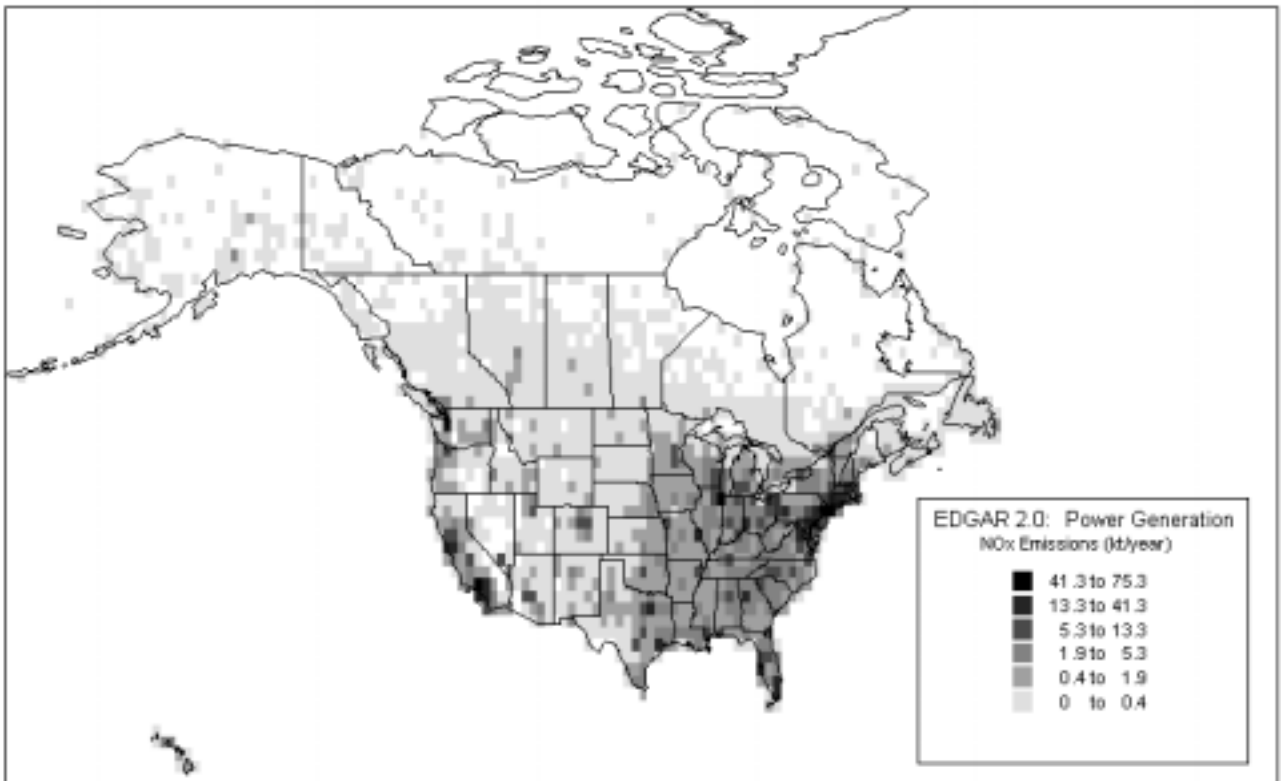 EDGAR 2.0: Power Generation
NOx Emissions (kt/year)
41.3 to 75.3
13.3 to 41.3
5.3 to 13.3
1.9 to 5.3
0.4 to 1.9
0 to 0.4